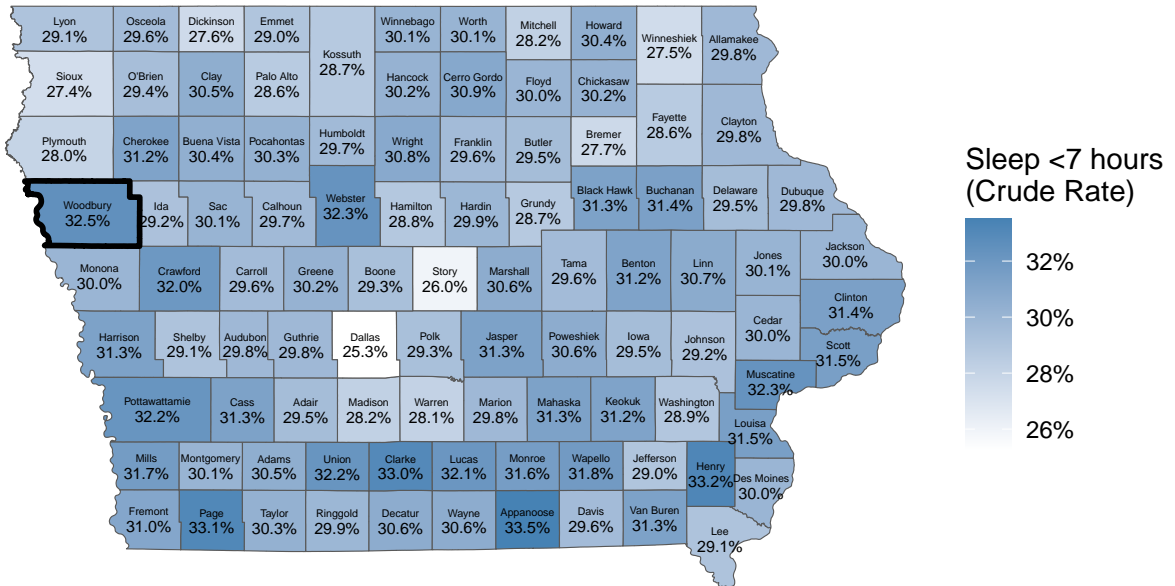 Lyon
29.1%
Osceola
29.6%
Dickinson
27.6%
Emmet
29.0%
Kossuth
28.7%
Winnebago
30.1%
Worth
30.1%
Mitchell
28.2%
Howard
30.4%
Winneshiek
27.5%
Allamakee
29.8%
Sioux
27.4%
O'Brien
29.4%
Clay
30.5%
Palo Alto
28.6%
Hancock
30.2%
Cerro Gordo
30.9%
Floyd
30.0%
Chickasaw
30.2%
Fayette
28.6%
Clayton
29.8%
Plymouth
28.0%
Cherokee
31.2%
Buena Vista
30.4%
Pocahontas
30.3%
Humboldt
29.7%
Wright
30.8%
Franklin
29.6%
Butler
29.5%
Bremer
27.7%
Woodbury
32.5%
Ida
29.2%
Sac
30.1%
Calhoun
29.7%
Webster
32.3%
Hamilton
28.8%
Hardin
29.9%
Grundy
28.7%
Black Hawk
31.3%
Buchanan
31.4%
Delaware
29.5%
Dubuque
29.8%
Monona
30.0%
Crawford
32.0%
Carroll
29.6%
Greene
30.2%
Boone
29.3%
Story
26.0%
Marshall
30.6%
Tama
29.6%
Benton
31.2%
Linn
30.7%
Jones
30.1%
Jackson
30.0%
Clinton
31.4%
Harrison
31.3%
Shelby
29.1%
Audubon
29.8%
Guthrie
29.8%
Dallas
25.3%
Polk
29.3%
Jasper
31.3%
Poweshiek
30.6%
Iowa
29.5%
Johnson
29.2%
Cedar
30.0%
Scott
31.5%
Muscatine
32.3%
Pottawattamie
32.2%
Cass
31.3%
Adair
29.5%
Madison
28.2%
Warren
28.1%
Marion
29.8%
Mahaska
31.3%
Keokuk
31.2%
Washington
28.9%
Louisa
31.5%
Mills
31.7%
Montgomery
30.1%
Adams
30.5%
Union
32.2%
Clarke
33.0%
Lucas
32.1%
Monroe
31.6%
Wapello
31.8%
Jefferson
29.0%
Henry
33.2%
Des Moines
30.0%
Fremont
31.0%
Page
33.1%
Taylor
30.3%
Ringgold
29.9%
Decatur
30.6%
Wayne
30.6%
Appanoose
33.5%
Davis
29.6%
Van Buren
31.3%
Lee
29.1%
Sleep <7 hours
(Crude Rate)
32%
30%
28%
26%